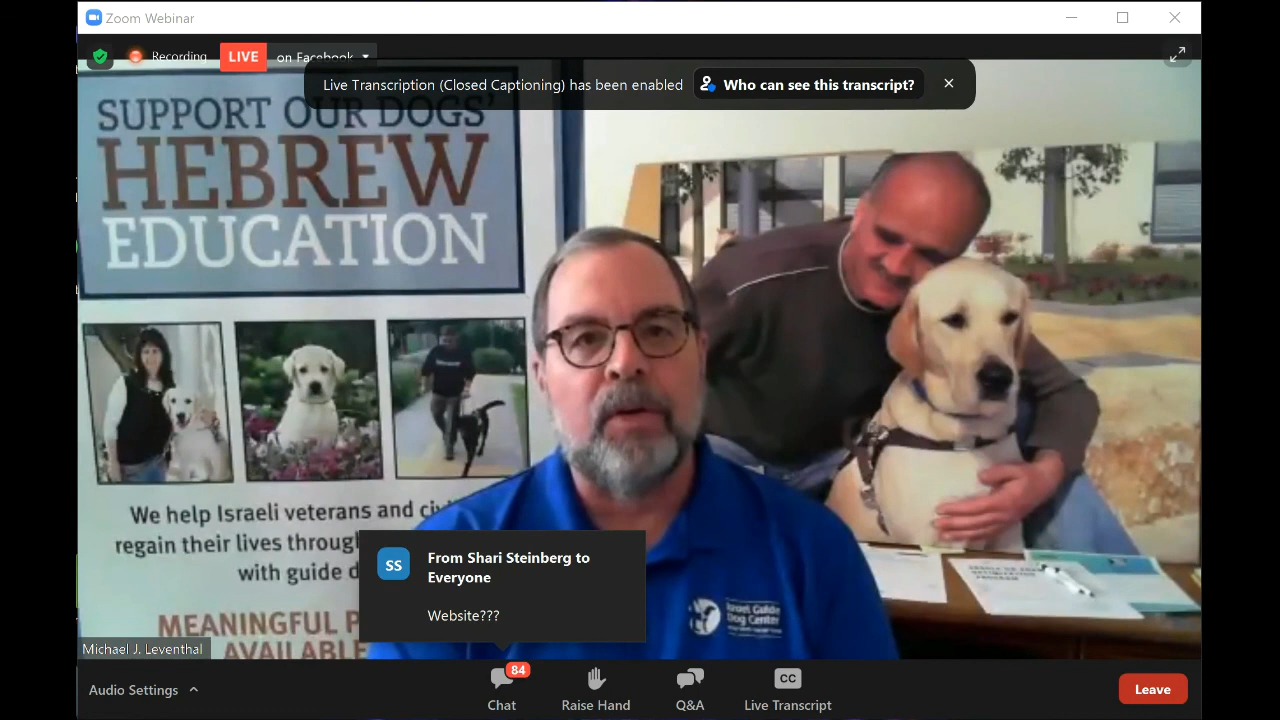 Zoom Webinar
Recording
LIVE
on Facebook
Live Transcription (Closed Captioning) has been enabled
Who can see this transcript?
SUPPORT OUR DOGS'
HEBREW
EDUCATION
We help Israeli veterans and
regain their lives
with guide
MEANINGFUL
AVAILABLE
SS
From Shari Steinberg to
Everyone
Website???
Israel Guide
Dog Center
Michael J. Leventhal
Audio Settings
84
Chat
Raise Hand
Q&A
CC
Live Transcript
Leave